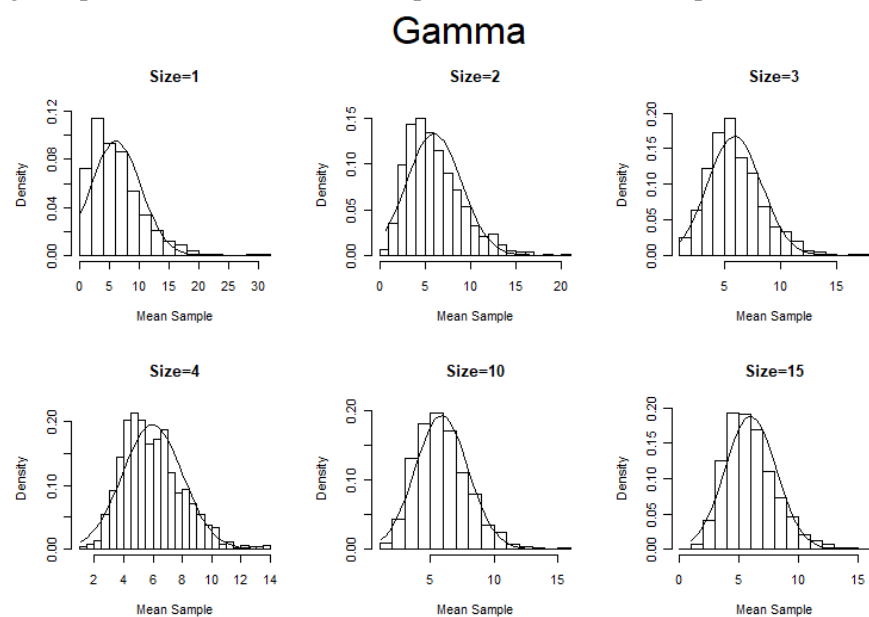 Gamma
Size=1
Size=2
Size=3
Density
0.00 0.04 0.08 0.12
0 5 10 15 20 25 30
Mean Sample
Density
0.00 0.05 0.10 0.15
0 5 10 15 20
Mean Sample
Density
0.00 0.05 0.10 0.15 0.20
5 10 15
Mean Sample
Size=4
Size=10
Size=15
Density
0.00 0.10 0.20
2 4 6 8 10 12 14
Mean Sample
Density
0.00 0.10 0.20
5 10 15
Mean Sample
Density
0.00 0.05 0.10 0.15 0.20
0 5 10 15
Mean Sample